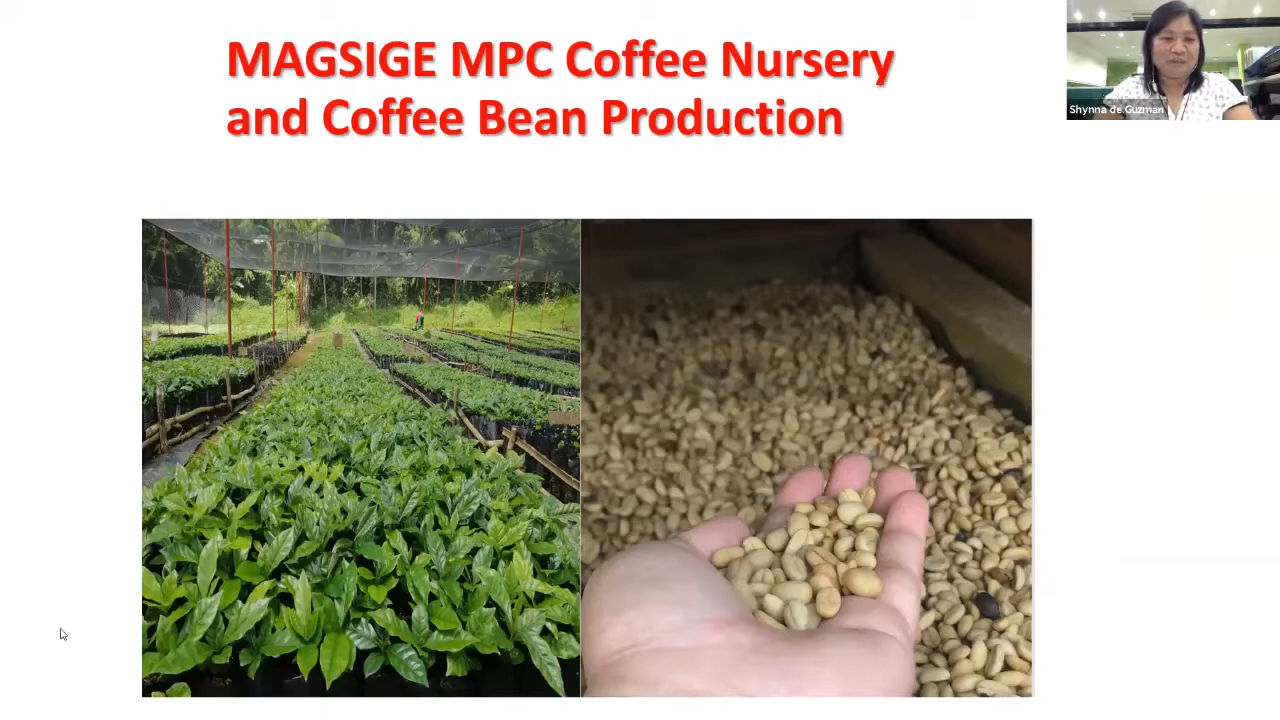 MAGSIGE MPC Coffee Nursery
and Coffee Bean Production
Shynna de Guzman